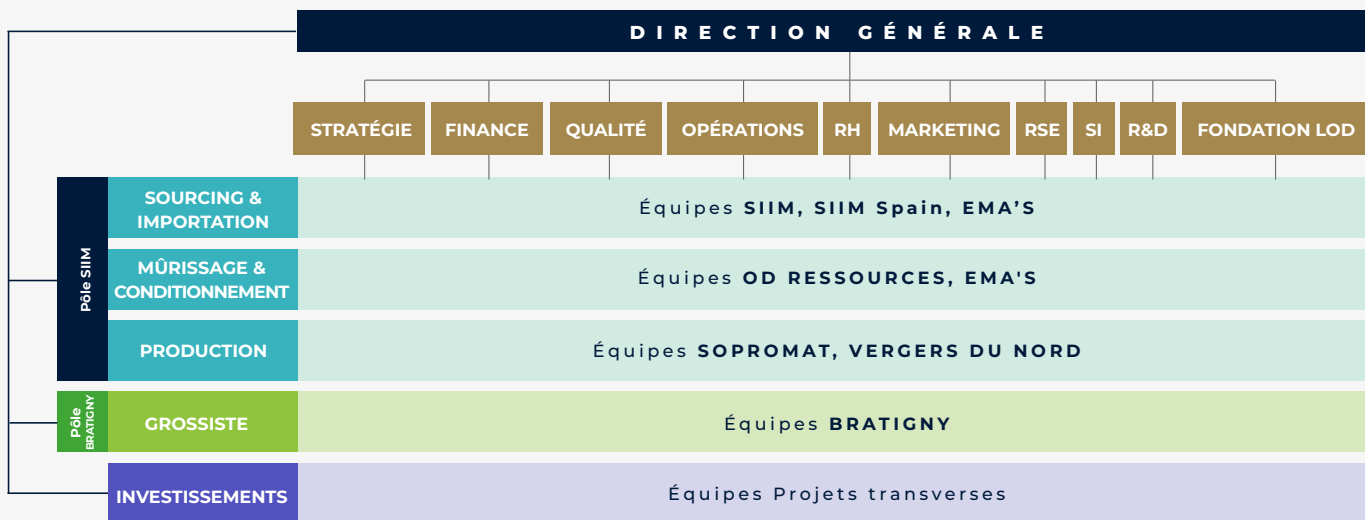 DIRECTION GÉNÉRALE
STRATÉGIE
FINANCE
QUALITÉ
OPÉRATIONS
RH
MARKETING
RSE
SI
R&D
FONDATION LOD
Pôle SIIM
SOURCING &
IMPORTATION
Équipes SIIM, SIIM Spain, EMA’S
MÛRISSAGE &
CONDITIONNEMENT
Équipes OD RESSOURCES, EMA'S
PRODUCTION
Équipes SOPROMAT, VERGERS DU NORD
Pôle
BRATIGNY
GROSSISTE
Équipes BRATIGNY
INVESTISSEMENTS
Équipes Projets transverses